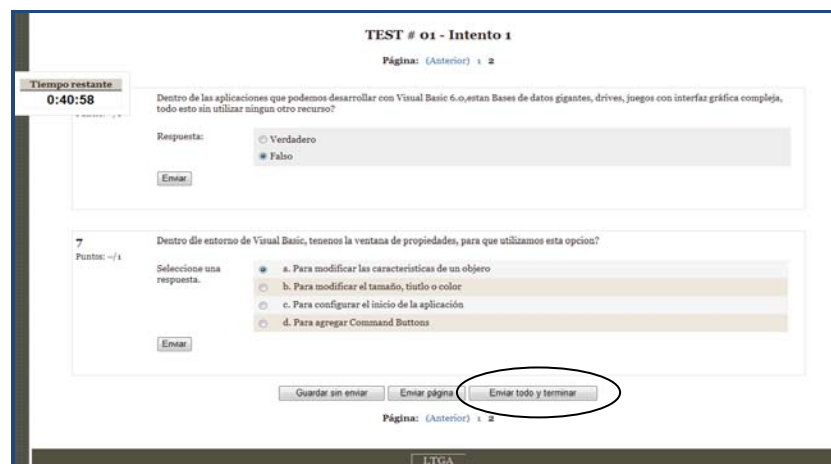 TEST # 01 - Intento 1
Página: (Anterior) 1 2
Tiempo restante
0:40:58
Dentro de las aplicaciones que podemos desarrollar con Visual Basic 6.0,estan Bases de datos gigantes, drives, juegos con interfaz gráfica compleja,
todo esto sin utilizar ningun otro recurso?
Respuesta:
Verdadero
Falso
Enviar
7
Puntos: --/1
Dentro dle entorno de Visual Basic, tenenos la ventana de propiedades, para que utilizamos esta opcion?
Seleccione una
respuesta.
a. Para modificar las caracteristicas de un objero
b. Para modificar el tamaño, tiutlo o color
c. Para configurar el inicio de la aplicación
d. Para agregar Command Buttons
Enviar
Guardar sin enviar Enviar página Enviar todo y terminar
Página: (Anterior) 1 2
LTGA